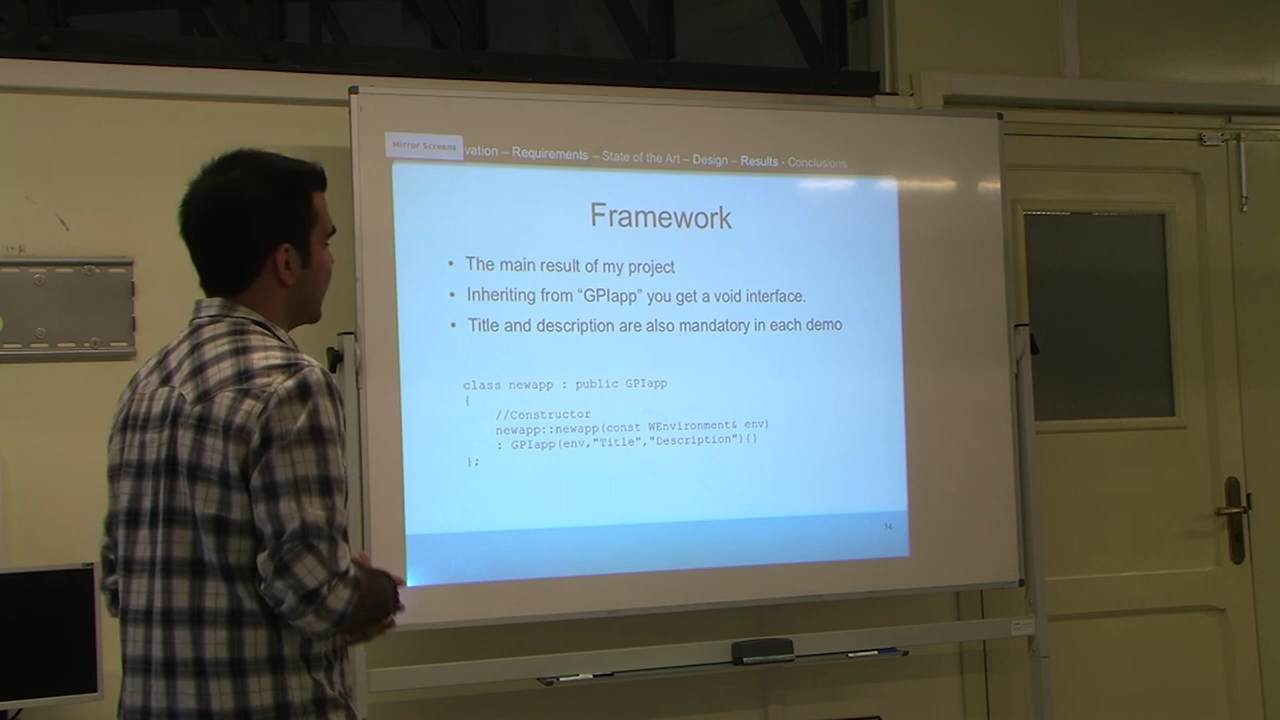 Mirror Screens
vation – Requirements – State of the Art – Design – Results - Conclusions
Framework
• The main result of my project
• Inheriting from “GPIapp” you get a void interface.
• Title and description are also mandatory in each demo
class newapp : public GPIapp
{
//Constructor
newapp::newapp(const WEnvironment& env)
: GPIapp(env,"Title","Description"){}
};
34